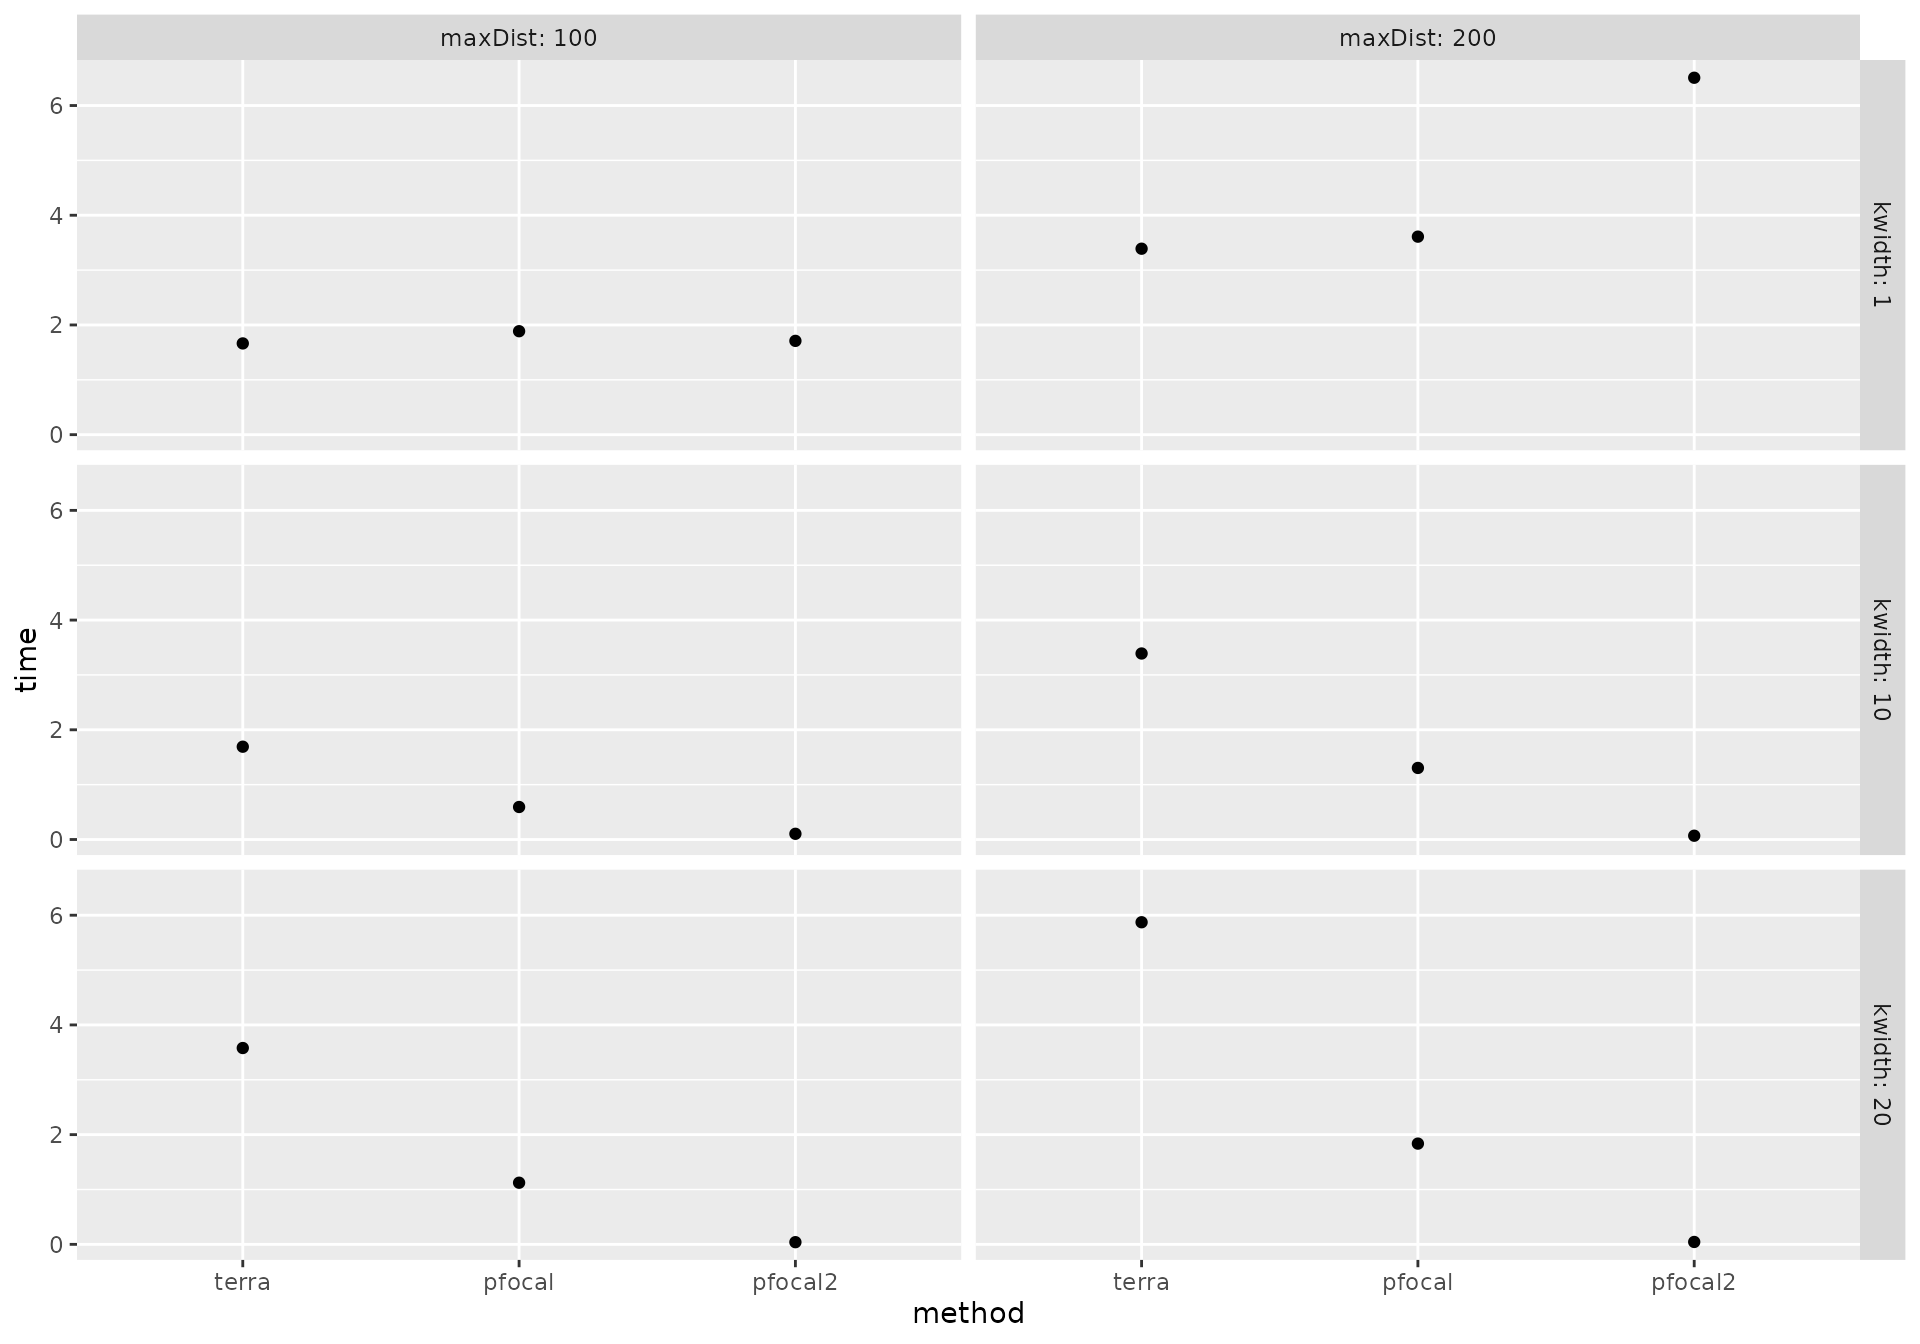 maxDist: 100
maxDist: 200
6
4
2
0
kwidth: 1
time
6
4
2
0
kwidth: 10
6
4
2
0
kwidth: 20
terra
pfocal
pfocal2
terra
pfocal
pfocal2
method